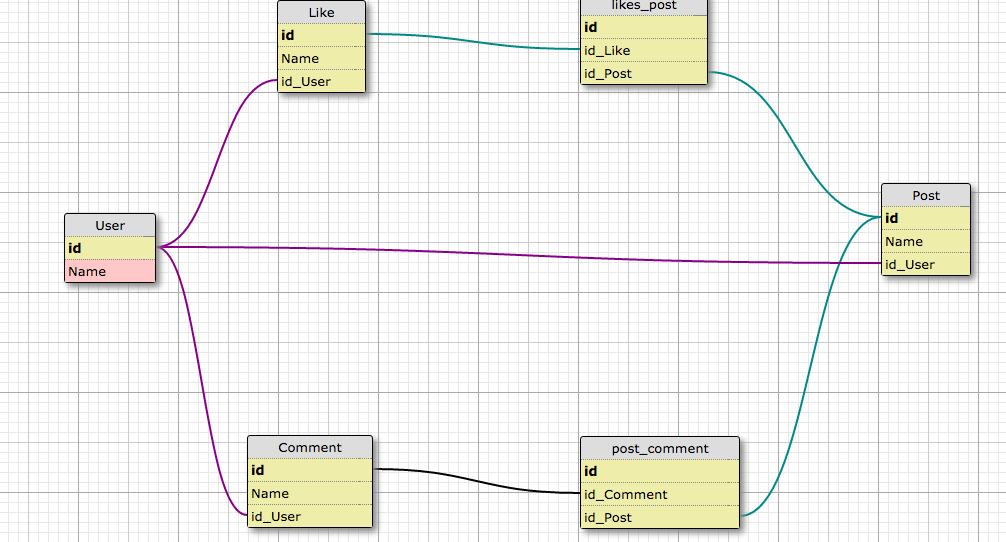 Like
id
Name
id_User
likes_post
id
id_Like
id_Post
User
id
Name
Post
id
Name
id_User
Comment
id
Name
id_User
post_comment
id
id_Comment
id_Post